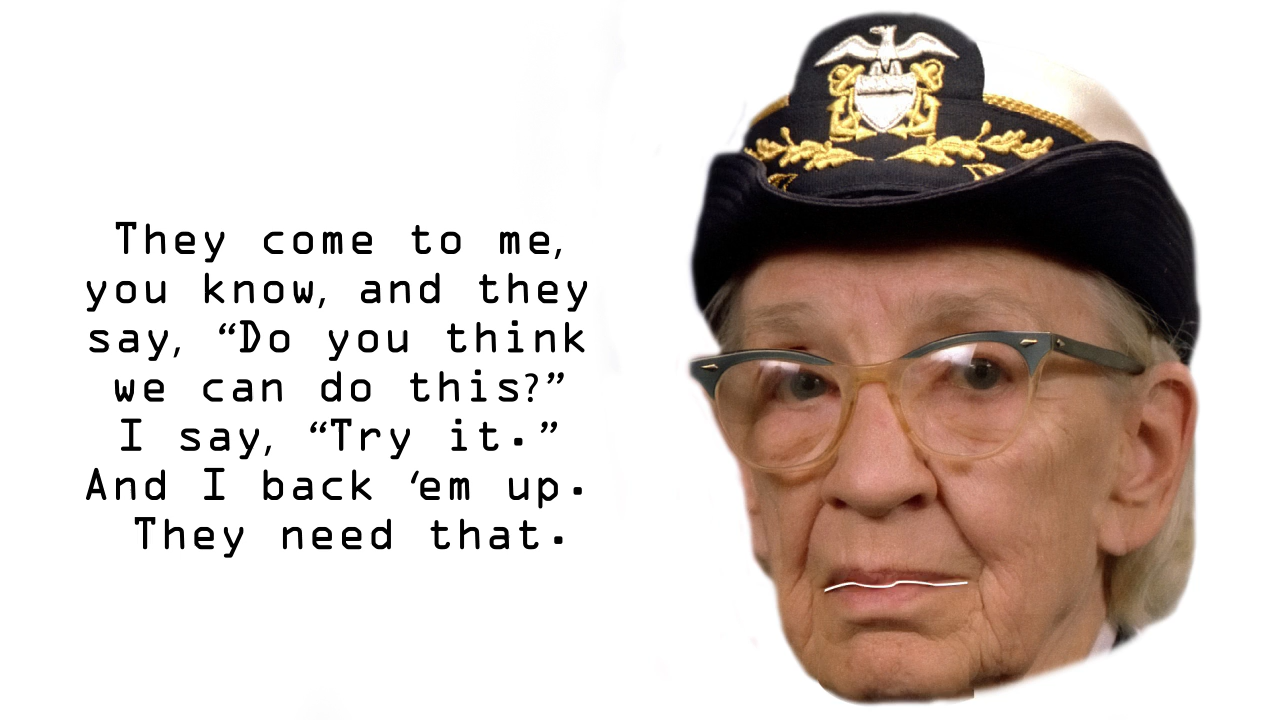 They come to me,
you know, and they
say, “Do you think
we can do this?”
I say, “Try it.”
And I back ‘em up.
They need that.